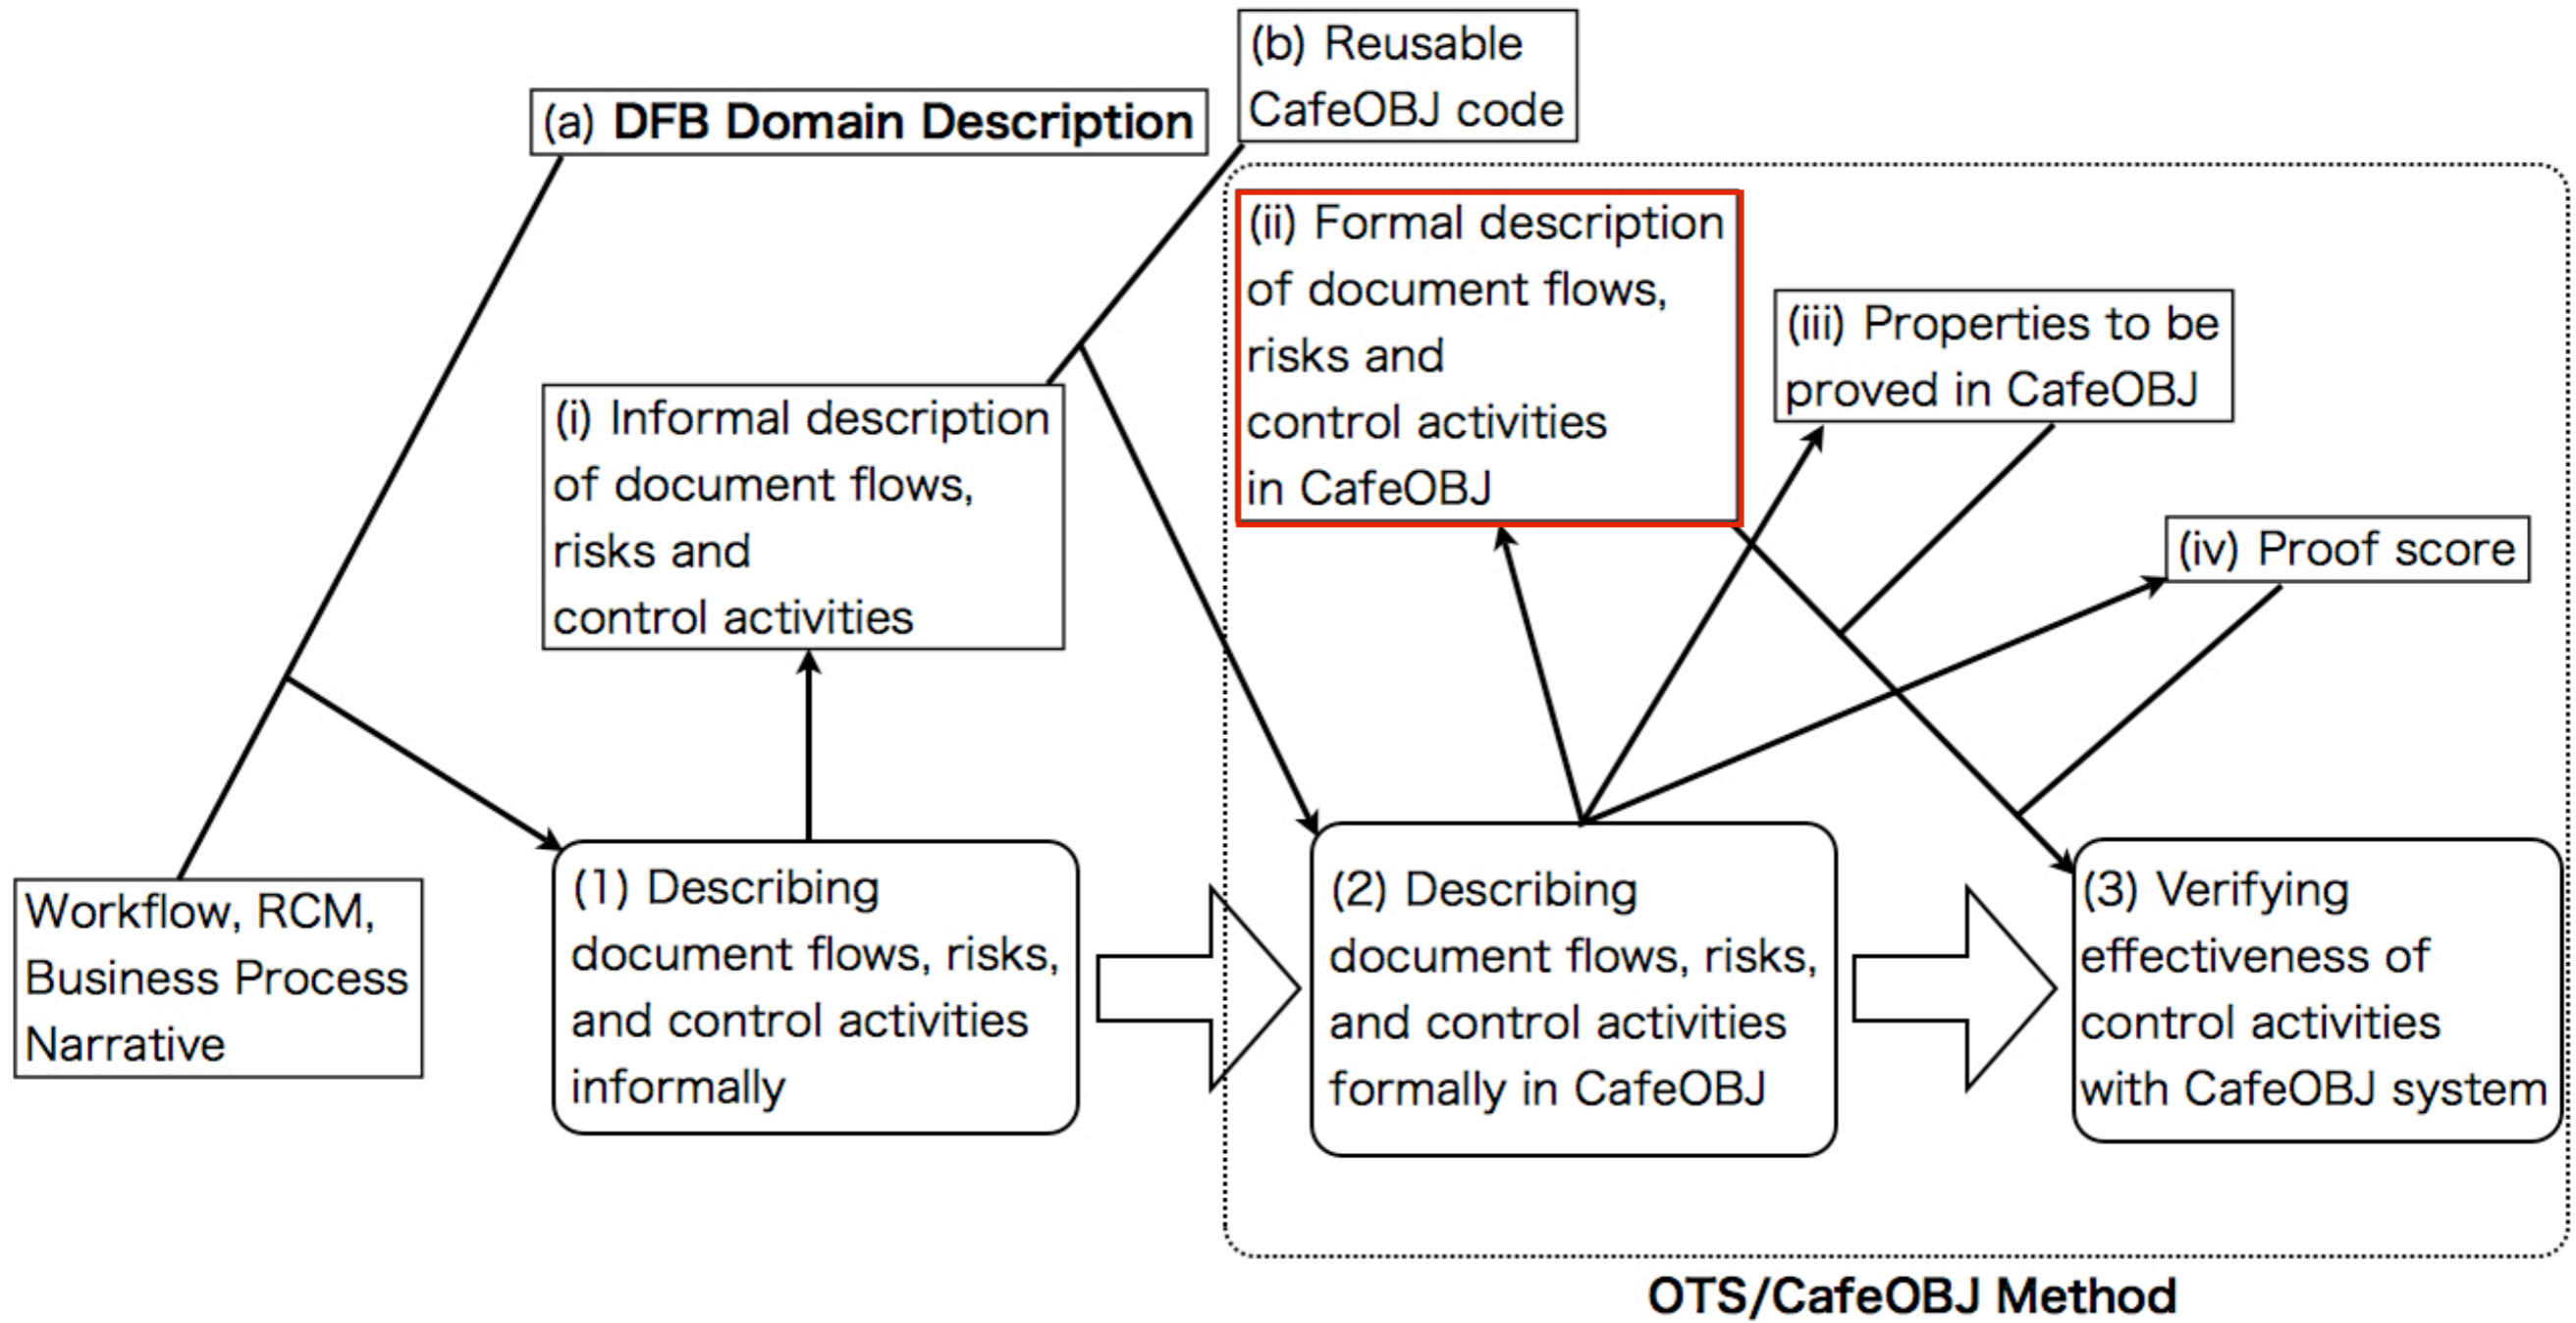 (b) Reusable
CafeOBJ code
(a) DFB Domain Description
(ii) Formal description
of document flows,
risks and
control activities
in CafeOBJ
(iii) Properties to be
proved in CafeOBJ
(i) Informal description
of document flows,
risks and
control activities
(iv) Proof score
Workflow, RCM,
Business Process
Narrative
(1) Describing
document flows, risks,
and control activities
informally
(2) Describing
document flows, risks,
and control activities
formally in CafeOBJ
(3) Verifying
effectiveness of
control activities
with CafeOBJ system
OTS/CafeOBJ Method